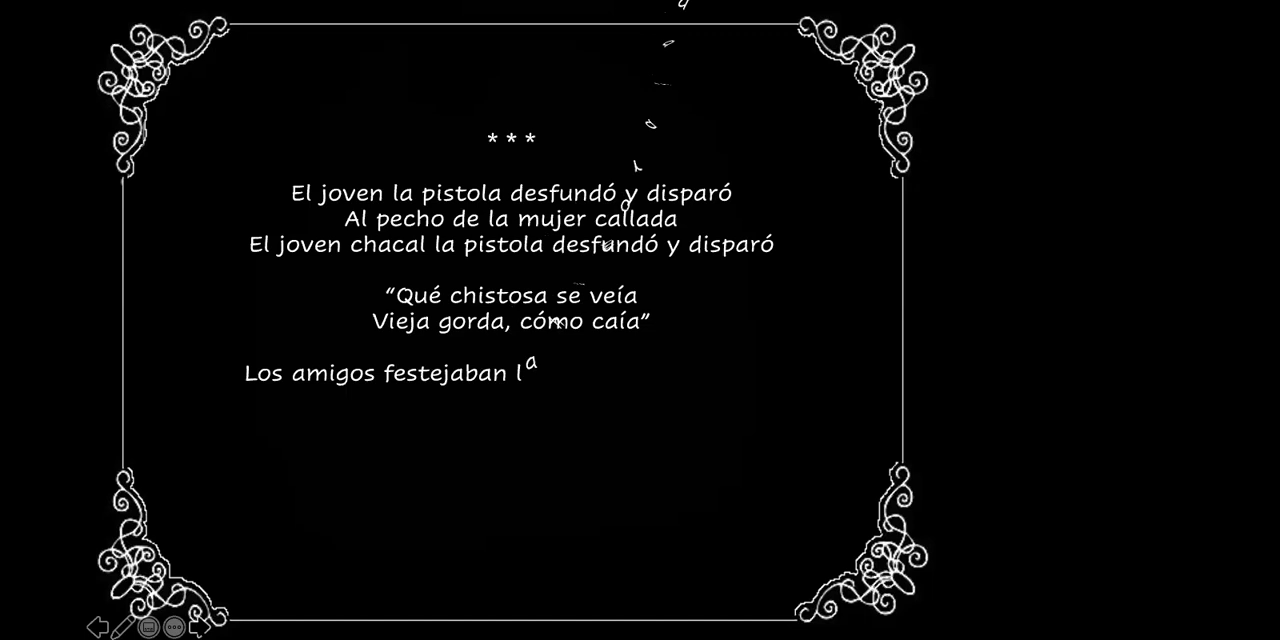 ***
El joven la pistola desfundó y disparó
Al pecho de la mujer callada
El joven chacal la pistola desfundó y disparó
“Qué chistosa se veía
Vieja gorda, cómo caía”
Los amigos festejaban la